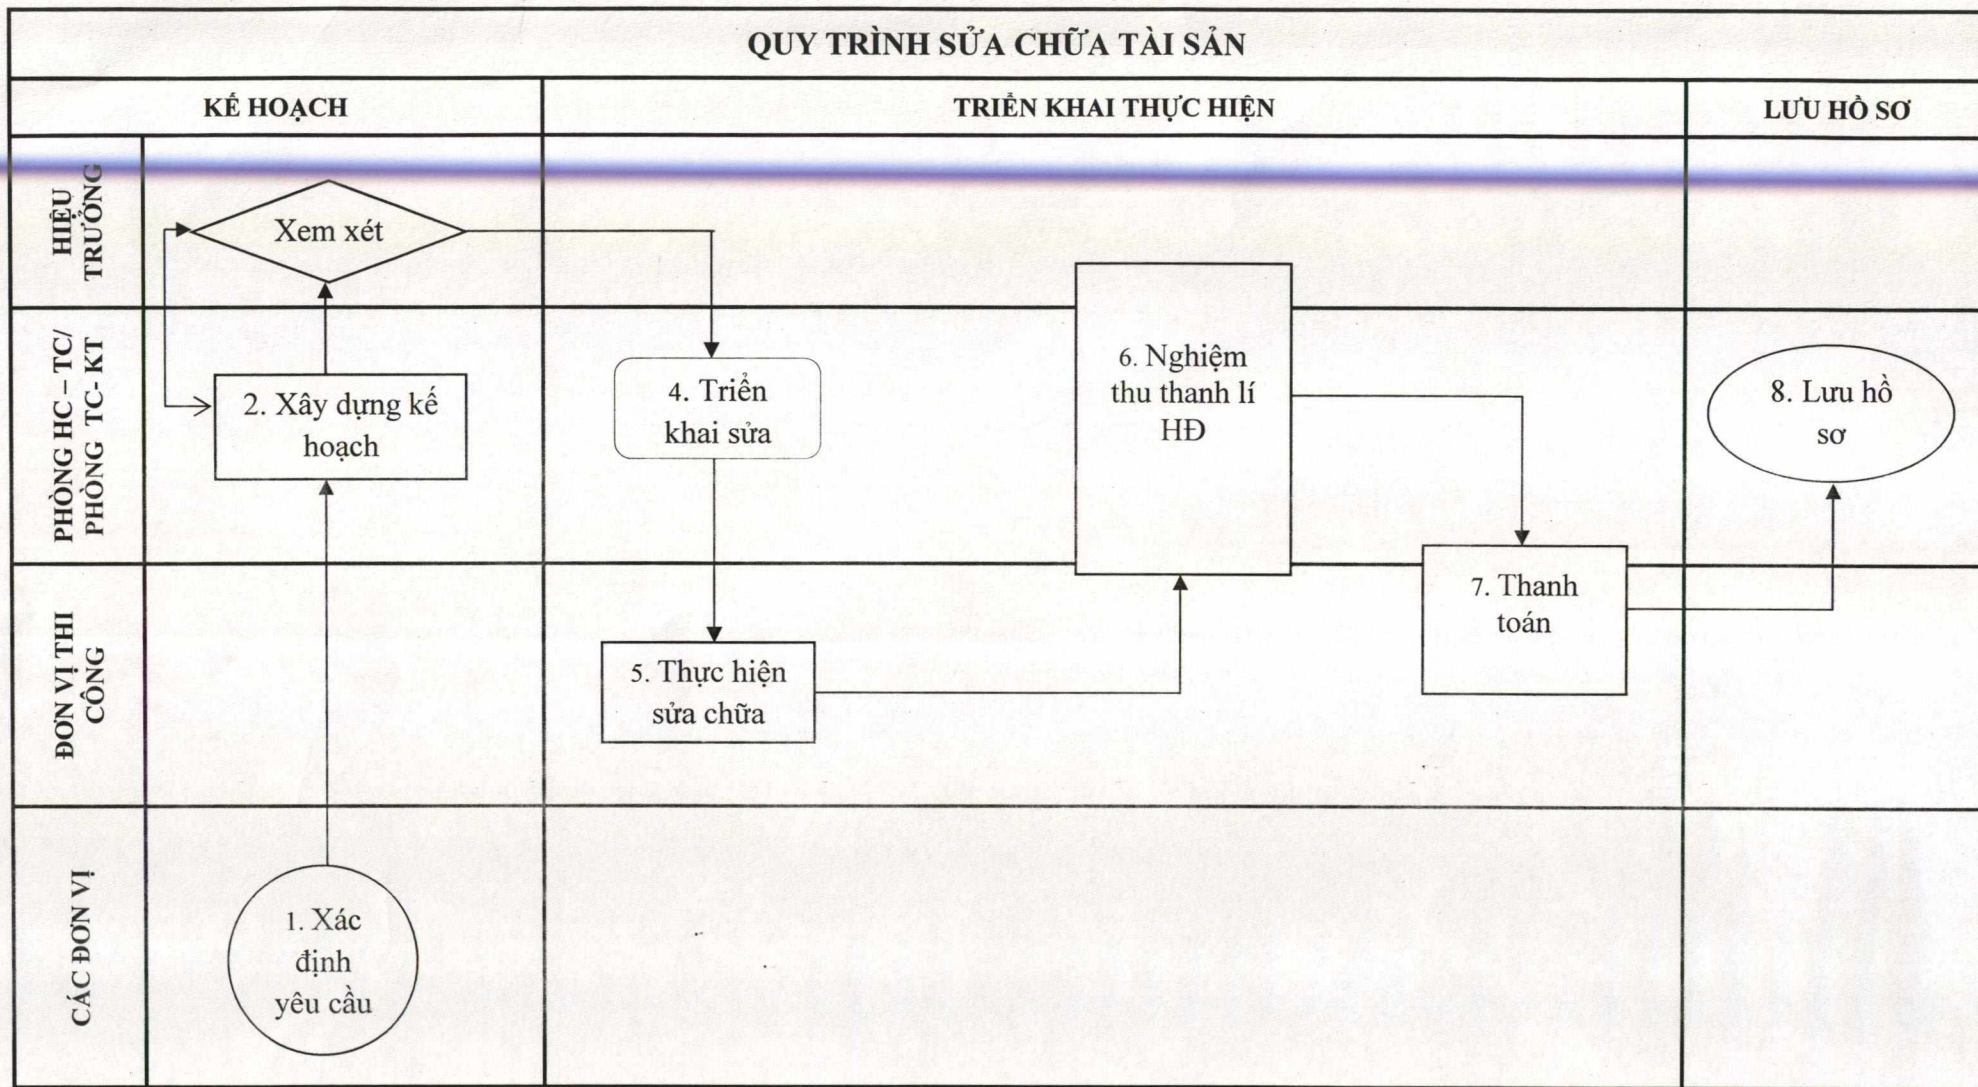 QUY TRÌNH SỬA CHỮA TÀI SẢN
KẾ HOẠCH
TRIỂN KHAI THỰC HIỆN
LƯU HỒ SƠ
HIỆU
TRƯỞNG
Xem xét
PHÒNG HC – TC/
PHÒNG TC- KT
2. Xây dựng kế
hoạch
4. Triển
khai sửa
6. Nghiệm
thu thanh lí
HĐ
8. Lưu hồ
sơ
ĐƠN VỊ THI
CÔNG
5. Thực hiện
sửa chữa
7. Thanh
toán
CÁC ĐƠN VỊ
1. Xác
định
yêu cầu